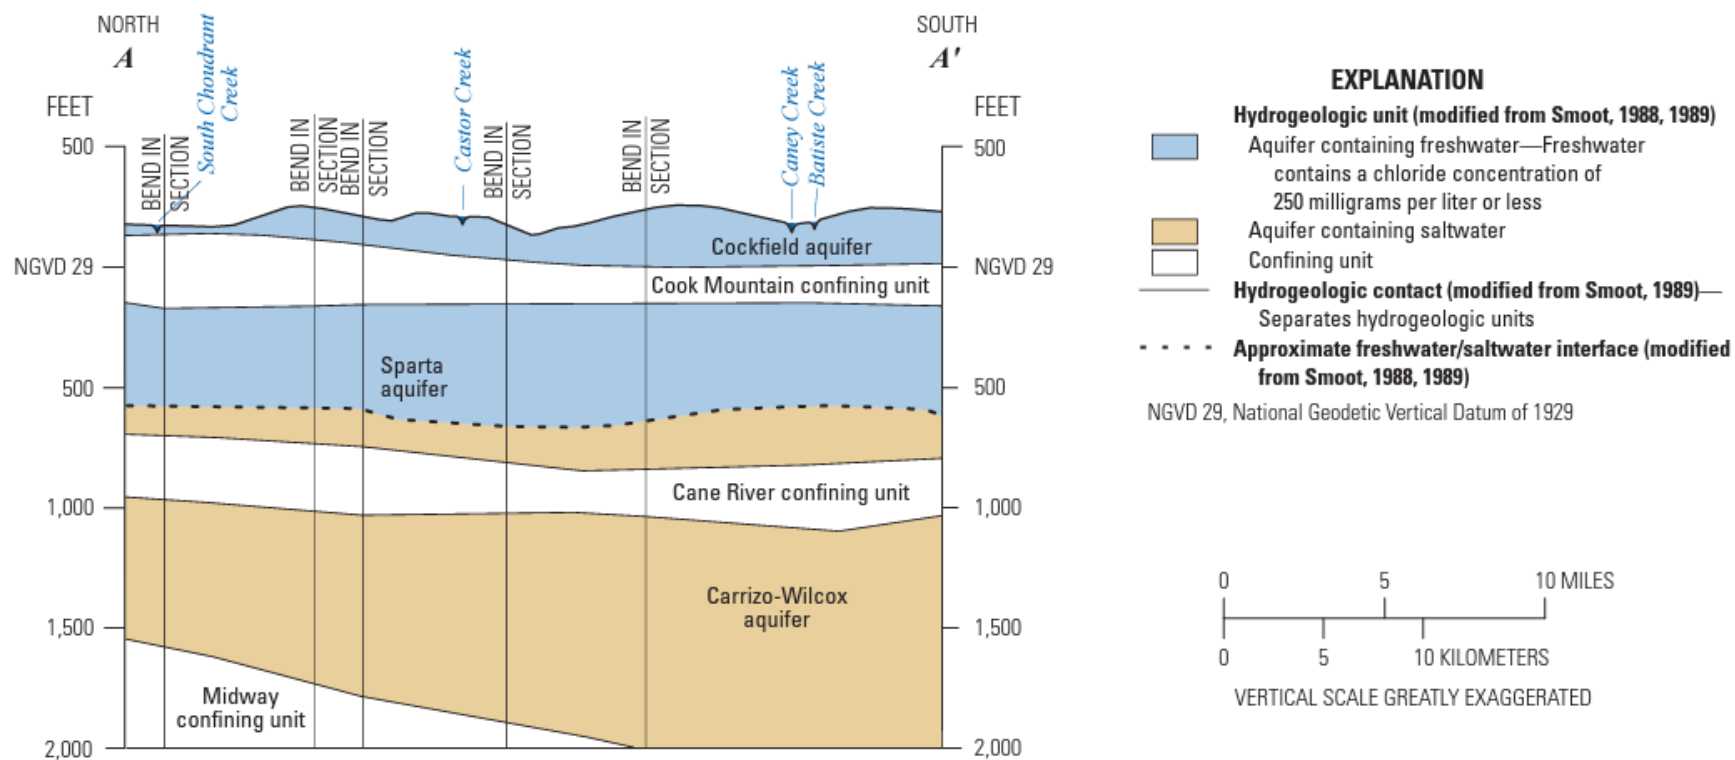 NORTH
A
SOUTH
A'
South Choudrant
Creek
Castor Creek
Caney Creek
Batiste Creek
FEET
FEET
BEND IN
SECTION
BEND IN
SECTION
BEND IN
SECTION
BEND IN
SECTION
BEND IN
SECTION
500
500
NGVD 29
NGVD 29
500
500
1,000
1,000
1,500
1,500
2,000
2,000
Cockfield aquifer
Cook Mountain confining unit
Sparta
aquifer
Cane River confining unit
Carrizo-Wilcox
aquifer
Midway
confining unit
EXPLANATION
Hydrogeologic unit (modified from Smoot, 1988, 1989)
Aquifer containing freshwater—Freshwater
contains a chloride concentration of
250 milligrams per liter or less
Aquifer containing saltwater
Confining unit
Hydrogeologic contact (modified from Smoot, 1989)—
Separates hydrogeologic units
Approximate freshwater/saltwater interface (modified
from Smoot, 1988, 1989)
NGVD 29, National Geodetic Vertical Datum of 1929
0 5 10 MILES
0 5 10 KILOMETERS
VERTICAL SCALE GREATLY EXAGGERATED